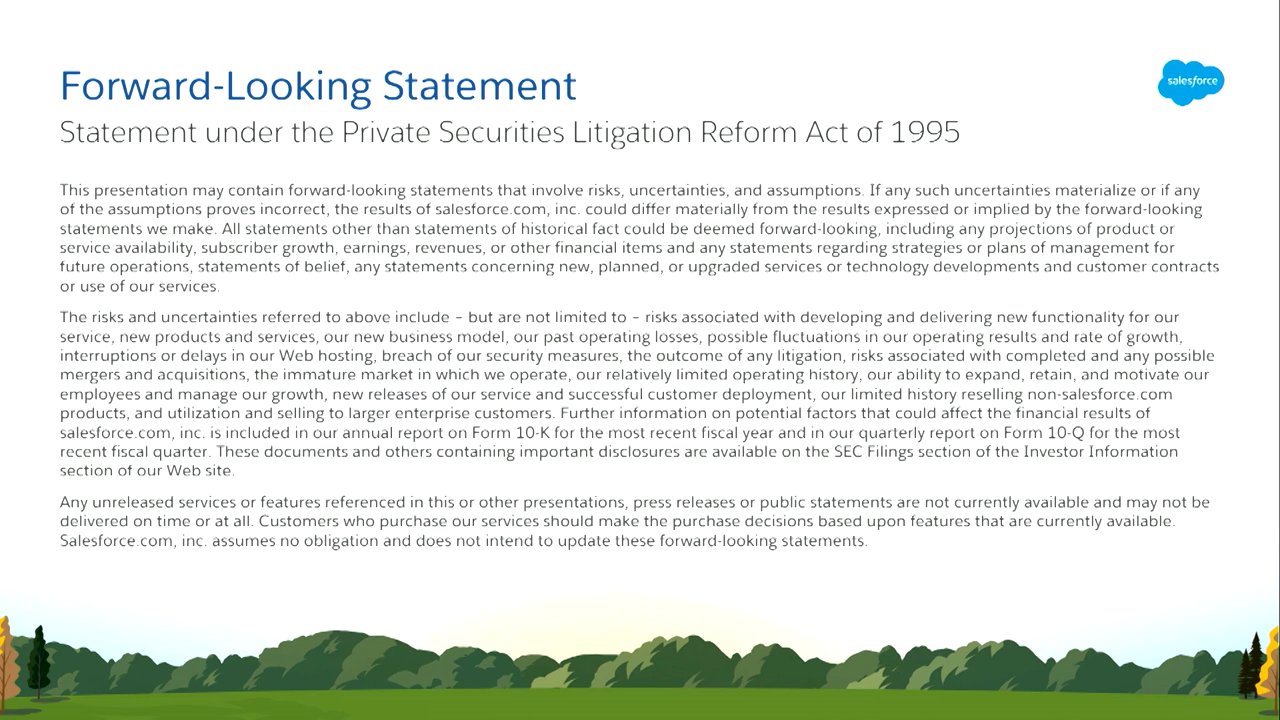 Forward-Looking Statement
salesforce
Statement under the Private Securities Litigation Reform Act of 1995
This presentation may contain forward-looking statements that involve risks, uncertainties, and assumptions. If any such uncertainties materialize or if any
of the assumptions proves incorrect, the results of salesforce.com, inc. could differ materially from the results expressed or implied by the forward-looking
statements we make. All statements other than statements of historical fact could be deemed forward-looking, including any projections of product or
service availability, subscriber growth, earnings, revenues, or other financial items and any statements regarding strategies or plans of management for
future operations, statements of belief, any statements concerning new, planned, or upgraded services or technology developments and customer contracts
or use of our services.
The risks and uncertainties referred to above include – but are not limited to – risks associated with developing and delivering new functionality for our
service, new products and services, our new business model, our past operating losses, possible fluctuations in our operating results and rate of growth,
interruptions or delays in our Web hosting, breach of our security measures, the outcome of any litigation, risks associated with completed and any possible
mergers and acquisitions, the immature market in which we operate, our relatively limited operating history, our ability to expand, retain, and motivate our
employees and manage our growth, new releases of our service and successful customer deployment, our limited history reselling non-salesforce.com
products, and utilization and selling to larger enterprise customers. Further information on potential factors that could affect the financial results of
salesforce.com, inc. is included in our annual report on Form 10-K for the most recent fiscal year and in our quarterly report on Form 10-Q for the most
recent fiscal quarter. These documents and others containing important disclosures are available on the SEC Filings section of the Investor Information
section of our Web site.
Any unreleased services or features referenced in this or other presentations, press releases or public statements are not currently available and may not be
delivered on time or at all. Customers who purchase our services should make the purchase decisions based upon features that are currently available.
Salesforce.com, inc. assumes no obligation and does not intend to update these forward-looking statements.